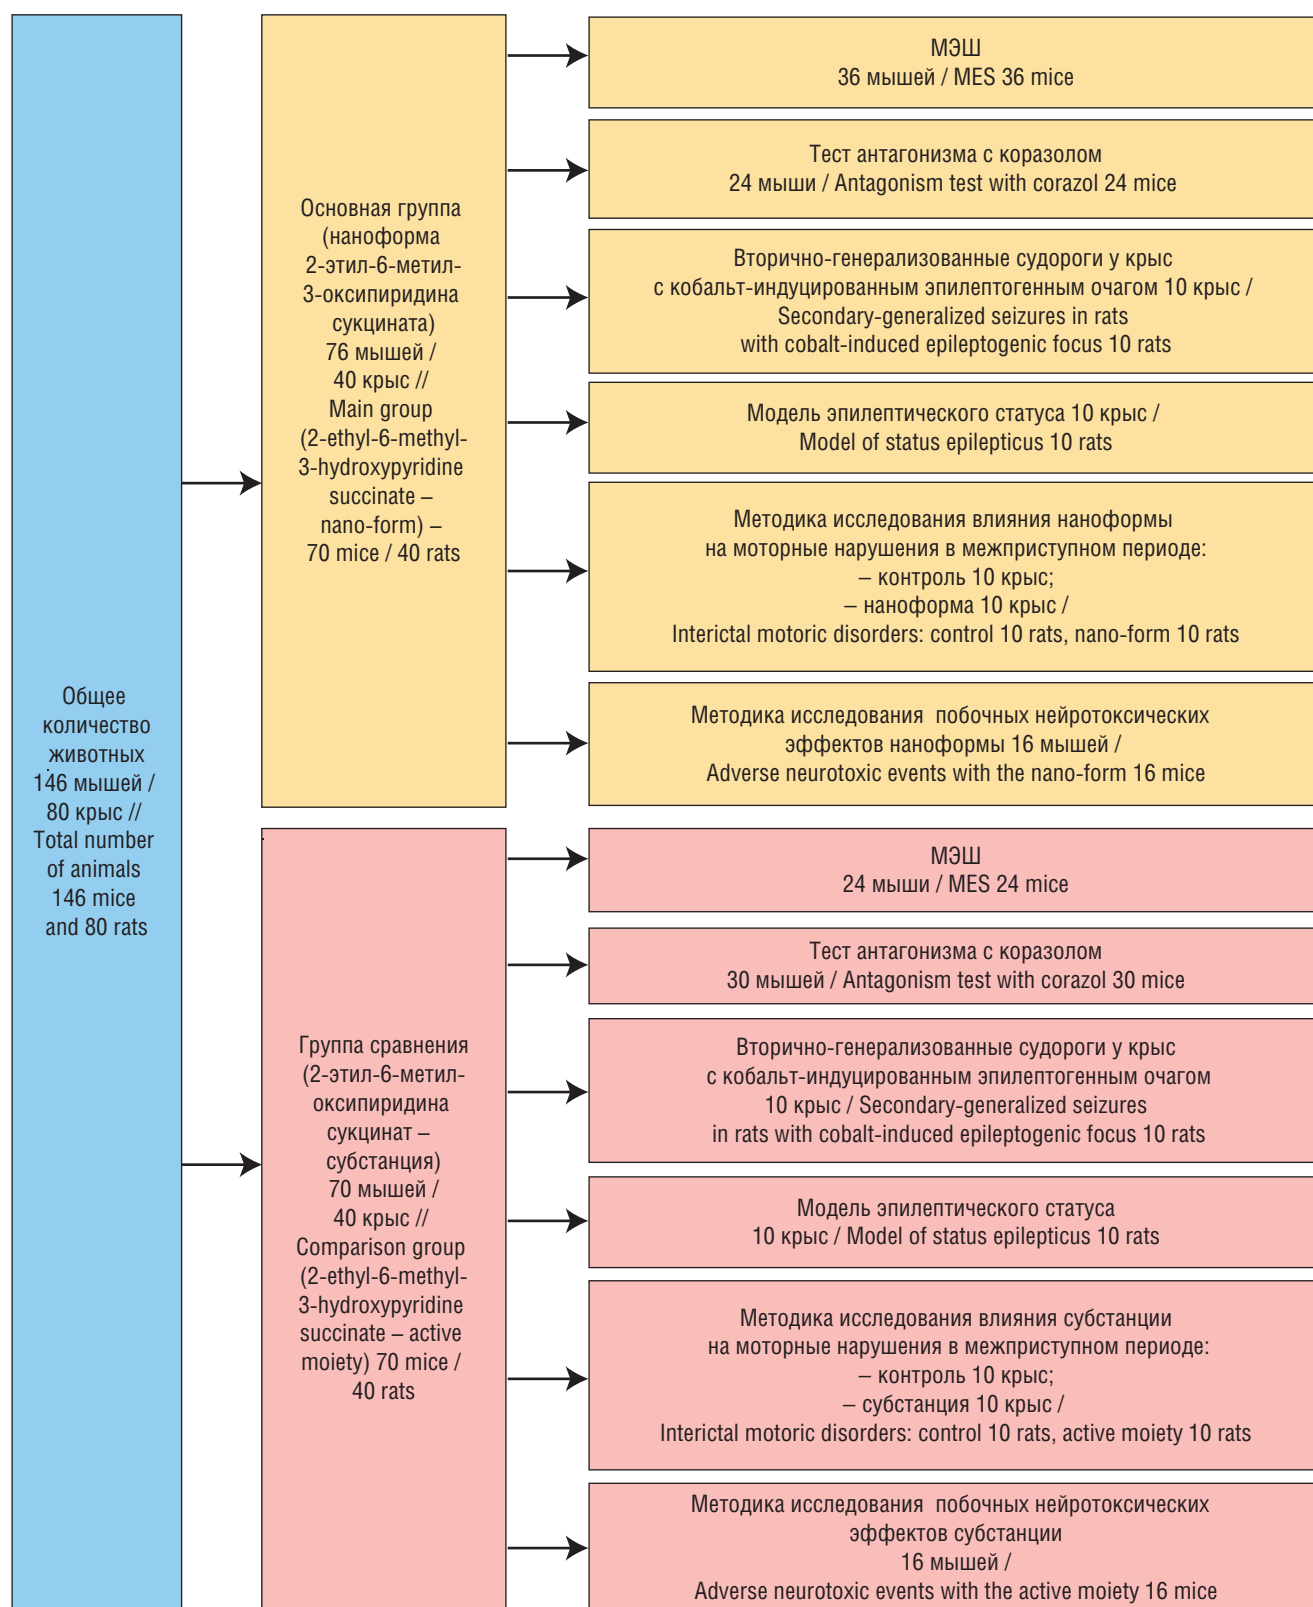 Общее
количество
животных
146 мышей /
80 крыс //
Total number
of animals
146 mice
and 80 rats
Основная группа
(наноформа
2-этил-6-метил-
3-оксипиридина
сукцината)
76 мышей /
40 крыс //
Main group
(2-ethyl-6-methyl-
3-hydroxypyridine
succinate –
nano-form) –
70 mice / 40 rats
МЭШ
36 мышей / MES 36 mice
Тест антагонизма с коразолом
24 мыши / Antagonism test with corazol 24 mice
Вторично-генерализованные судороги у крыс
с кобальт-индуцированным эпилептогенным очагом 10 крыс /
Secondary-generalized seizures in rats
with cobalt-induced epileptogenic focus 10 rats
Модель эпилептического статуса 10 крыс /
Model of status epilepticus 10 rats
Методика исследования влияния наноформы
на моторные нарушения в межприступном периоде:
– контроль 10 крыс;
– наноформа 10 крыс /
Interictal motoric disorders: control 10 rats, nano-form 10 rats
Методика исследования побочных нейротоксических
эффектов наноформы 16 мышей /
Adverse neurotoxic events with the nano-form 16 mice
Группа сравнения
(2-этил-6-метил-
оксипиридина
сукцинат –
субстанция)
70 мышей /
40 крыс //
Comparison group
(2-ethyl-6-methyl-
3-hydroxypyridine
succinate – active
moiety) 70 mice /
40 rats
МЭШ
24 мыши / MES 24 mice
Тест антагонизма с коразолом
30 мышей / Antagonism test with corazol 30 mice
Вторично-генерализованные судороги у крыс
с кобальт-индуцированным эпилептогенным очагом
10 крыс / Secondary-generalized seizures
in rats with cobalt-induced epileptogenic focus 10 rats
Модель эпилептического статуса
10 крыс / Model of status epilepticus 10 rats
Методика исследования влияния субстанции
на моторные нарушения в межприступном периоде:
– контроль 10 крыс;
– субстанция 10 крыс /
Interictal motoric disorders: control 10 rats, active moiety 10 rats
Методика исследования побочных нейротоксических
эффектов субстанции
16 мышей /
Adverse neurotoxic events with the active moiety 16 mice